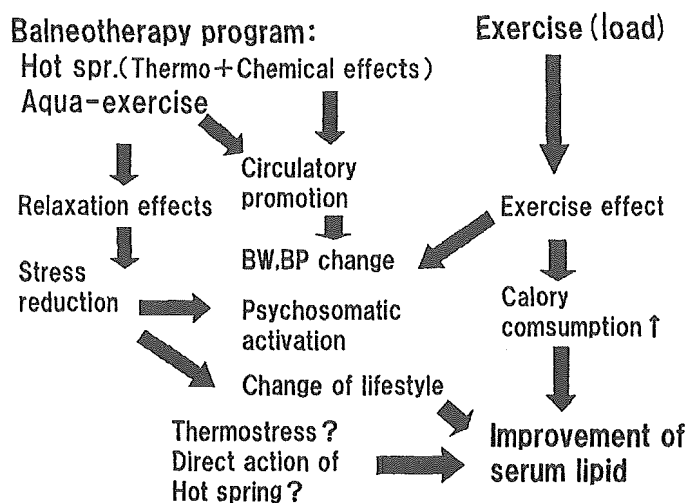 Balneotherapy program:
Hot spr.(Thermo+Chemical effects)
Aqua-exercise
Exercise(load)
Circulatory
promotion
Relaxation effects
Exercise effect
BW,BP change
Stress
reduction
Psychosomatic
activation
Calory
comsumption↑
Change of lifestyle
Thermostress?
Direct action of
Hot spring?
Improvement of
serum lipid